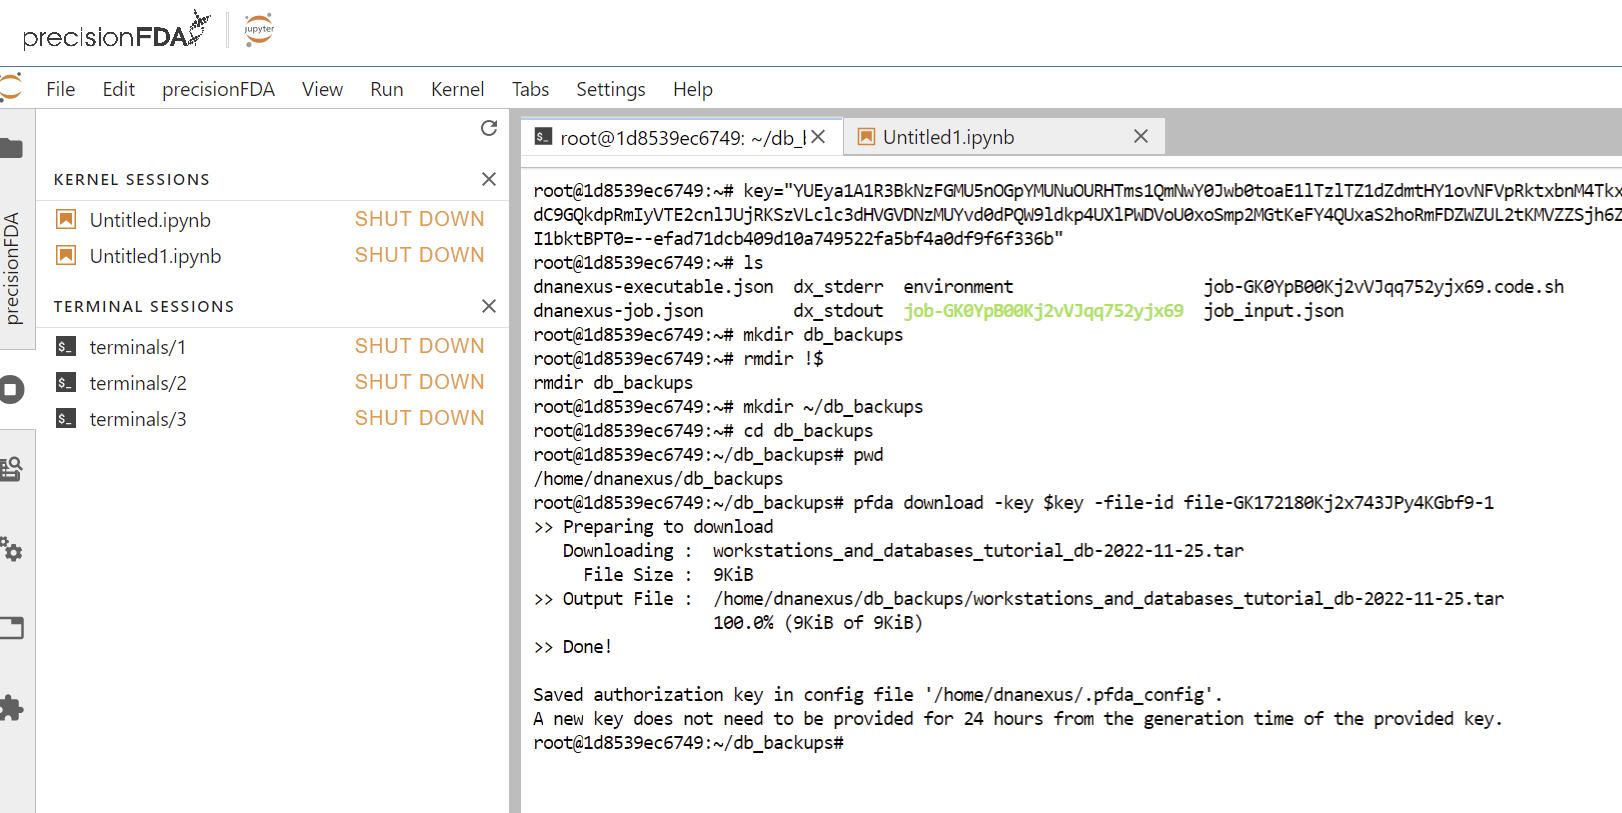 precisionFDA
jupyter
File Edit precisionFDA View Run Kernel Tabs Settings Help
precisionFDA
KERNEL SESSIONS
Untitled.ipynb SHUT DOWN
Untitled1.ipynb SHUT DOWN
TERMINAL SESSIONS
terminals/1 SHUT DOWN
terminals/2 SHUT DOWN
terminals/3 SHUT DOWN
root@1d8539ec6749: ~/db_l Untitled1.ipynb
root@1d8539ec6749:~# key="YUEya1A1R3BkNzFGMU5nOGpYMUNuOURHTms1QmNwY0Jwb0toaE1lTzlTZ1dZdmtHY1ovNFVpRktxbnM4Tkx
dC9GQkdpRmIyVTE2cnlJUjRKSzVLclc3dHVGVDNzMUYvd0dPQW9ldkp4UXlPWDVoU0xoSmp2MGtKeFY4QUxaS2hoRmFDZWZUL2tKMVZZSjh6Z
I1bktBPT0=--efad71dcb409d10a749522fa5bf4a0df9f6f336b"
root@1d8539ec6749:~# ls
dnanexus-executable.json dx_stderr environment job-GK0YpB00Kj2vVJqq752yjx69.code.sh
dnanexus-job.json dx_stdout job-GK0YpB00Kj2vVJqq752yjx69 job_input.json
root@1d8539ec6749:~# mkdir db_backups
root@1d8539ec6749:~# rmdir !$
rmdir db_backups
root@1d8539ec6749:~# mkdir ~/db_backups
root@1d8539ec6749:~# cd db_backups
root@1d8539ec6749:~/db_backups# pwd
/home/dnanexus/db_backups
root@1d8539ec6749:~/db_backups# pfda download -key $key -file-id file-GK172180Kj2x743JPy4KGbf9-1
>> Preparing to download
Downloading : workstations_and_databases_tutorial_db-2022-11-25.tar
File Size : 9KiB
>> Output File : /home/dnanexus/db_backups/workstations_and_databases_tutorial_db-2022-11-25.tar
100.0% (9KiB of 9KiB)
>> Done!
Saved authorization key in config file '/home/dnanexus/.pfda_config'.
A new key does not need to be provided for 24 hours from the generation time of the provided key.
root@1d8539ec6749:~/db_backups#